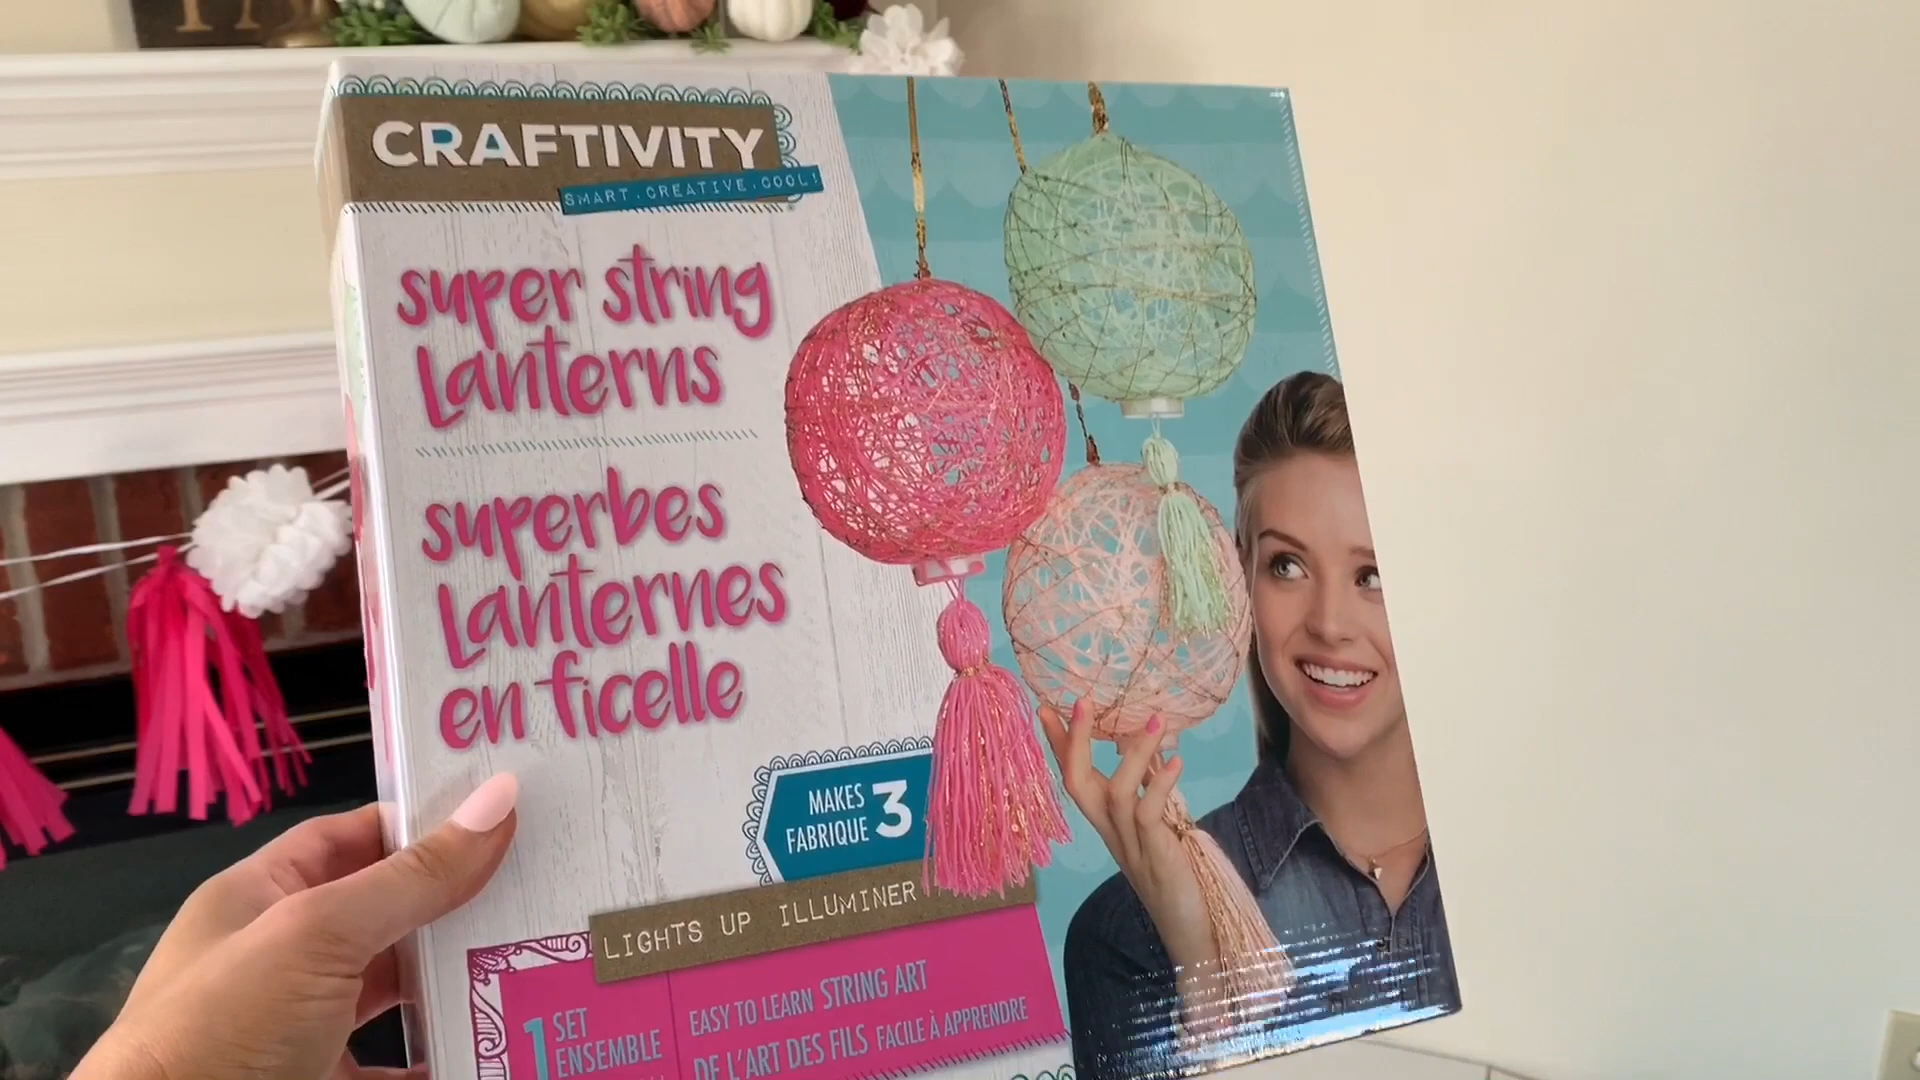 CRAFTIVITY
SMART.CREATIVE.COOL!
super string
Lanterns
superbes
Lanternes
en ficelle
MAKES
FABRIQUE
3
LIGHTS UP ILLUMINER
1 SET
ENSEMBLE
EASY TO LEARN STRING ART
DE L'ART DES FILS FACILE À APPRENDRE